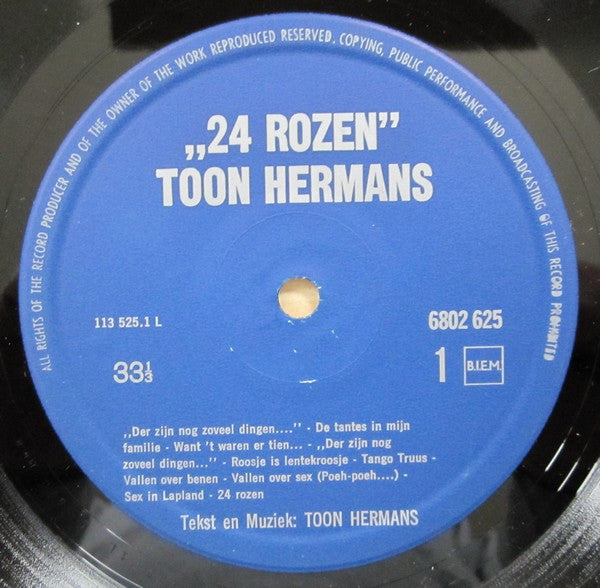 ALL RIGHTS OF THE RECORD PRODUCER AND OF THE OWNER OF THE WORK REPRODUCED RESERVED. COPYING, PUBLIC PERFORMANCE AND BROADCASTING OF THIS RECORD PROHIBITED
„24 ROZEN”
TOON HERMANS
113 525.1 L
6802 625
33⅓
1
B.I.E.M.
,,Der zijn nog zoveel dingen....'' - De tantes in mijn
familie - Want 't waren er tien... - ,,Der zijn nog
zoveel dingen...'' - Roosje is lentekroosje - Tango Truus -
Vallen over benen - Vallen over sex (Poeh-poeh....) -
Sex in Lapland - 24 rozen
Tekst en Muziek: TOON HERMANS